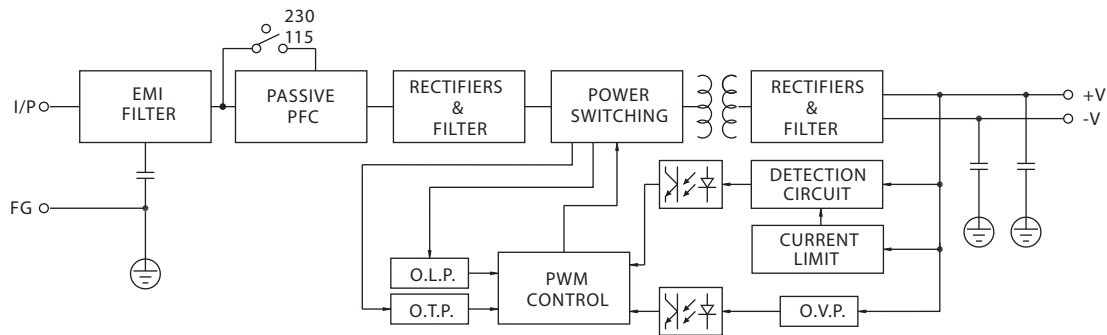 230
115
I/P
EMI
FILTER
PASSIVE
PFC
RECTIFIERS
&
FILTER
POWER
SWITCHING
RECTIFIERS
&
FILTER
+V
-V
FG
DETECTION
CIRCUIT
CURRENT
LIMIT
O.L.P.
O.T.P.
PWM
CONTROL
O.V.P.